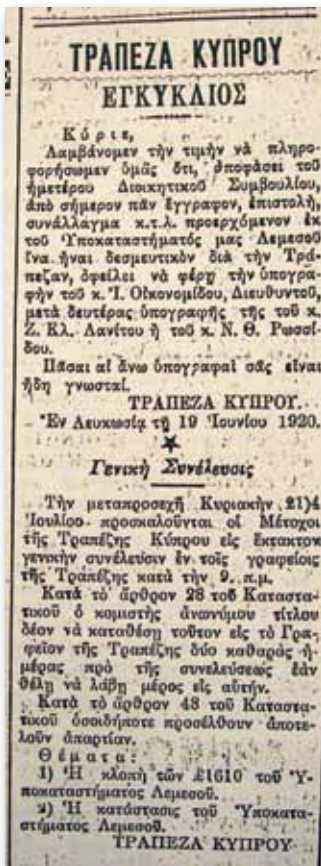 ΤΡΑΠΕΖΑ ΚΥΠΡΟΥ
ΕΓΚΥΚΛΙΟΣ
Κύριε,
Λαμβάνομεν τὴν τιμὴν νὰ πληρο-
φορήσωμεν ὑμᾶς ὅτι, ἀποφάσει τοῦ
ἡμετέρου Διοικητικοῦ Συμβουλίου,
ἀπὸ σήμερον πᾶν ἔγγραφον, ἐπιστολή,
συνάλλαγμα κ.τ.λ. προερχόμενον ἐκ
τοῦ Ὑποκαταστήματός μας Λεμεσοῦ
ἵνα ἦναι δεσμευτικὸν διὰ τὴν Τρά-
πεζαν, ὀφείλει νὰ φέρῃ τὴν ὑπογρα-
φὴν τοῦ κ. Ἰ. Οἰκονομίδου, Διευθυντοῦ,
μετὰ δευτέρας ὑπογραφῆς τῆς τοῦ κ.
Ζ. Κλ. Λανίτου ἢ τοῦ κ. Ν. Θ. Ρωσσί-
δου.
Πᾶσαι αἱ ἄνω ὑπογραφαὶ σᾶς εἶναι
ἤδη γνωσταί.
ΤΡΑΠΕΖΑ ΚΥΠΡΟΥ.
Ἐν Λευκωσίᾳ τῇ 19 Ἰουνίου 1920.
Γενικὴ Συνέλευσις
Τὴν μεταπροσεχῆ Κυριακὴν 21)4
Ἰουλίου προσκαλοῦνται οἱ Μέτοχοι
τῆς Τραπέζης Κύπρου εἰς ἔκτακτον
γενικὴν συνέλευσιν ἐν τοῖς γραφείοις
τῆς Τραπέζης κατὰ τὴν 9. π.μ.
Κατὰ τὸ ἄρθρον 28 τοῦ Καταστα-
τικοῦ ὁ κομιστὴς ἀνωνύμου τίτλου
δέον νὰ καταθέσῃ τοῦτον εἰς τὸ Γρα-
φεῖον τῆς Τραπέζης δύο καθαρὰς ἡ-
μέρας πρὸ τῆς συνελεύσεως ἐὰν
θέλῃ νὰ λάβῃ μέρος εἰς αὐτήν.
Κατὰ τὸ ἄρθρον 48 τοῦ Καταστα-
τικοῦ ὁσοιδήποτε προσέλθουν ἀποτε-
λοῦν ἀπαρτίαν.
Θέματα:
1) Ἡ κλοπὴ τῶν £1610 τοῦ Ὑ-
ποκαταστήματος Λεμεσοῦ.
2) Ἡ κατάστασις τοῦ Ὑποκατα-
στήματος Λεμεσοῦ.
ΤΡΑΠΕΖΑ ΚΥΠΡΟΥ